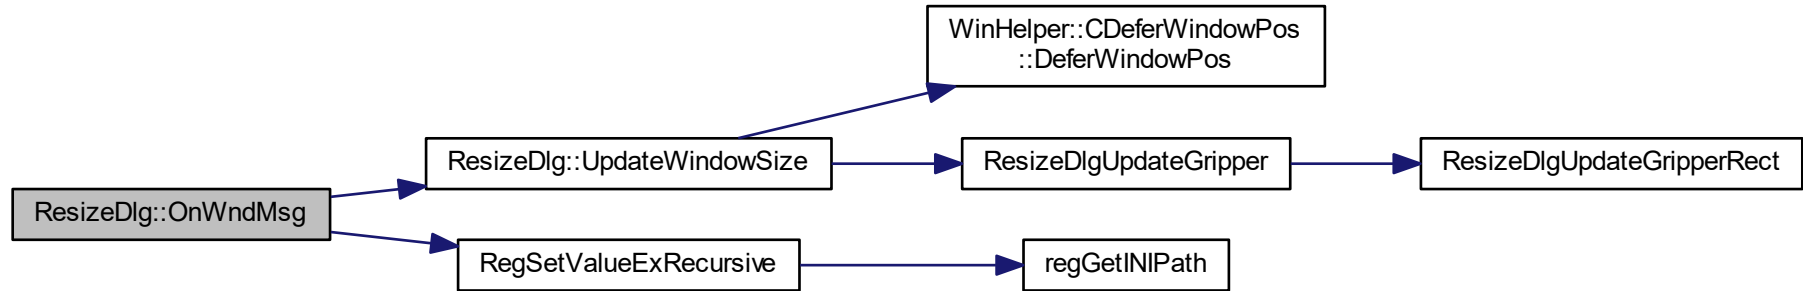 WinHelper::CDeferWindowPos
::DeferWindowPos
ResizeDlg::UpdateWindowSize
ResizeDlgUpdateGripper
ResizeDlgUpdateGripperRect
ResizeDlg::OnWndMsg
RegSetValueExRecursive
regGetINIPath